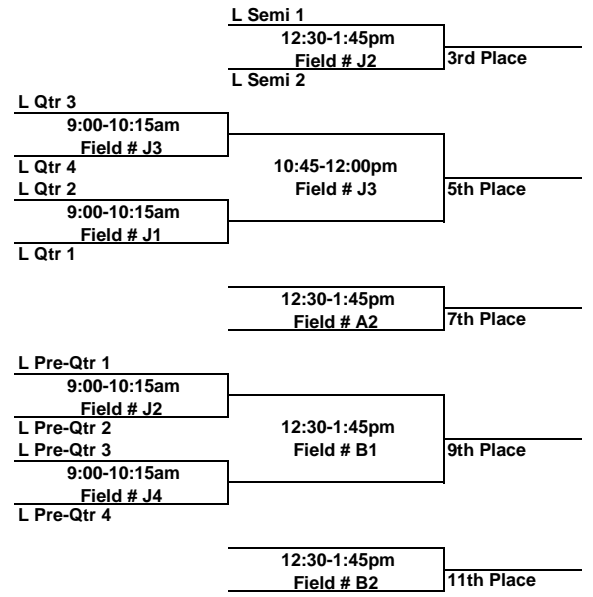 L Semi 1
12:30-1:45pm
Field # J2
3rd Place
L Semi 2
L Qtr 3
9:00-10:15am
Field # J3
L Qtr 4
10:45-12:00pm
L Qtr 2
Field # J3
5th Place
9:00-10:15am
Field # J1
L Qtr 1
12:30-1:45pm
Field # A2
7th Place
L Pre-Qtr 1
9:00-10:15am
Field # J2
L Pre-Qtr 2
12:30-1:45pm
L Pre-Qtr 3
Field # B1
9th Place
9:00-10:15am
Field # J4
L Pre-Qtr 4
12:30-1:45pm
Field # B2
11th Place